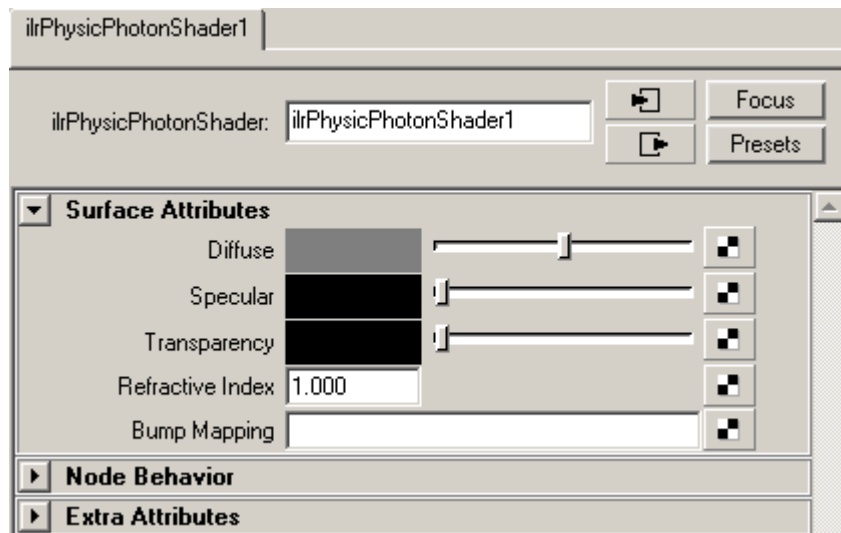 ilrPhysicPhotonShader1
ilrPhysicPhotonShader: ilrPhysicPhotonShader1
Focus
Presets
Surface Attributes
Diffuse
Specular
Transparency
Refractive Index 1.000
Bump Mapping
Node Behavior
Extra Attributes